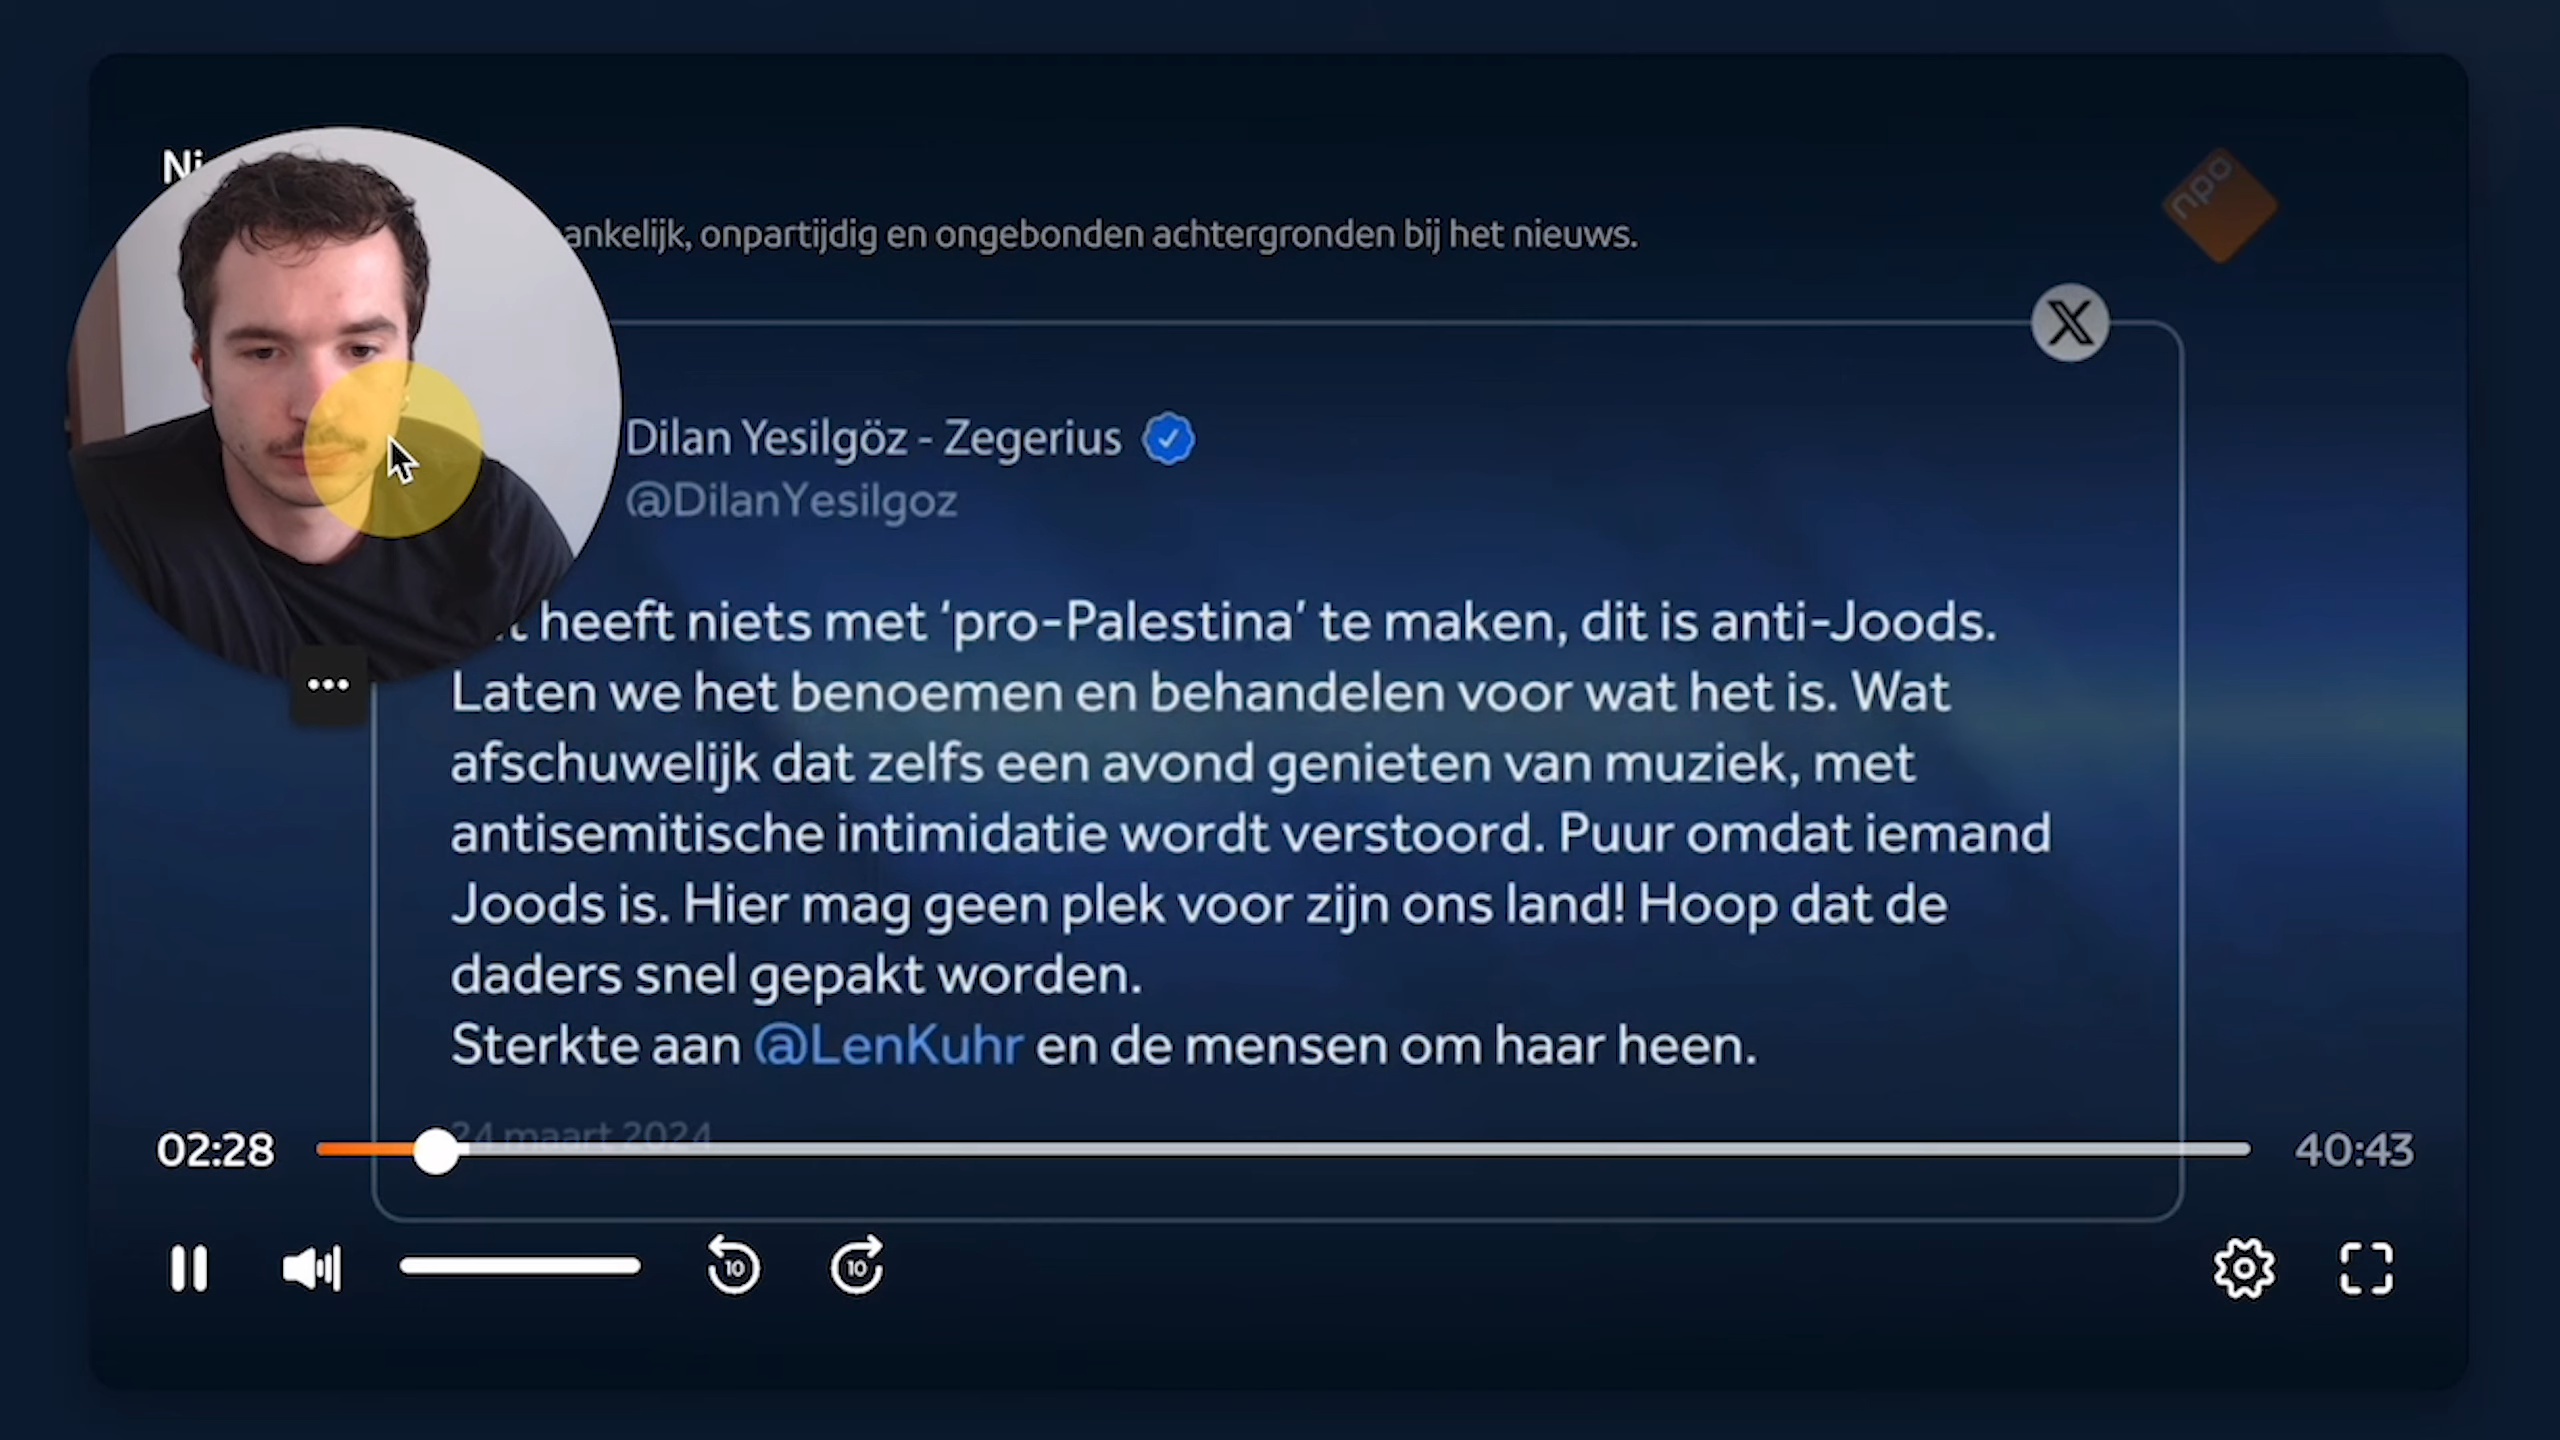 Ni
ankelijk, onpartijdig en ongebonden achtergronden bij het nieuws.
npo
X
Dilan Yesilgöz - Zegerius
@DilanYesilgoz
t heeft niets met ‘pro-Palestina’ te maken, dit is anti-Joods.
Laten we het benoemen en behandelen voor wat het is. Wat
afschuwelijk dat zelfs een avond genieten van muziek, met
antisemitische intimidatie wordt verstoord. Puur omdat iemand
Joods is. Hier mag geen plek voor zijn ons land! Hoop dat de
daders snel gepakt worden.
Sterkte aan @LenKuhr en de mensen om haar heen.
24 maart 2024
02:28
40:43
10
10